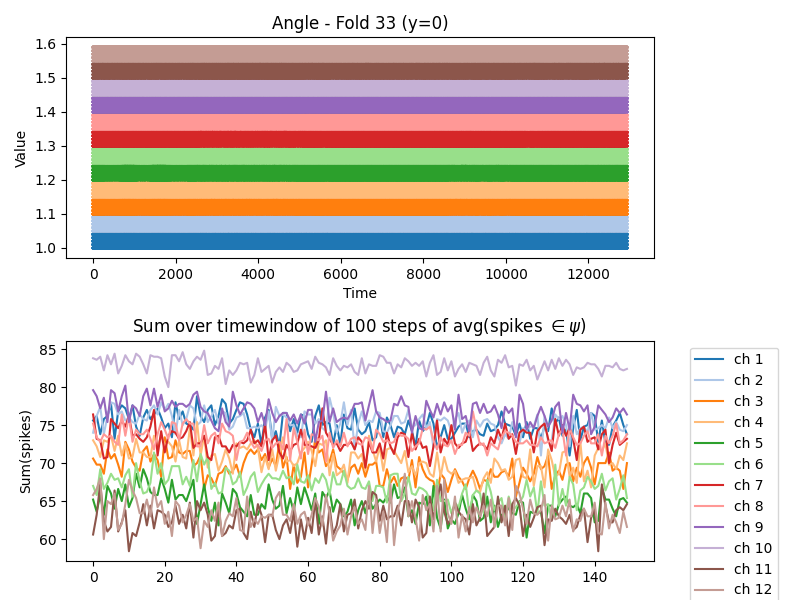 Angle - Fold 33 (y=0)
Value
1.6
1.5
1.4
1.3
1.2
1.1
1.0
0 2000 4000 6000 8000 10000 12000
Time
Sum over timewindow of 100 steps of avg(spikes ∈ ψ)
Sum(spikes)
85
80
75
70
65
60
0 20 40 60 80 100 120 140
ch 1
ch 2
ch 3
ch 4
ch 5
ch 6
ch 7
ch 8
ch 9
ch 10
ch 11
ch 12